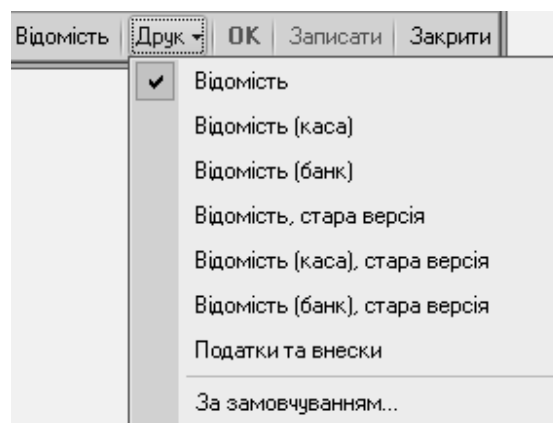 Відомість Друк OK Записати Закрити
Відомість
Відомість (каса)
Відомість (банк)
Відомість, стара версія
Відомість (каса), стара версія
Відомість (банк), стара версія
Податки та внески
За замовчуванням...